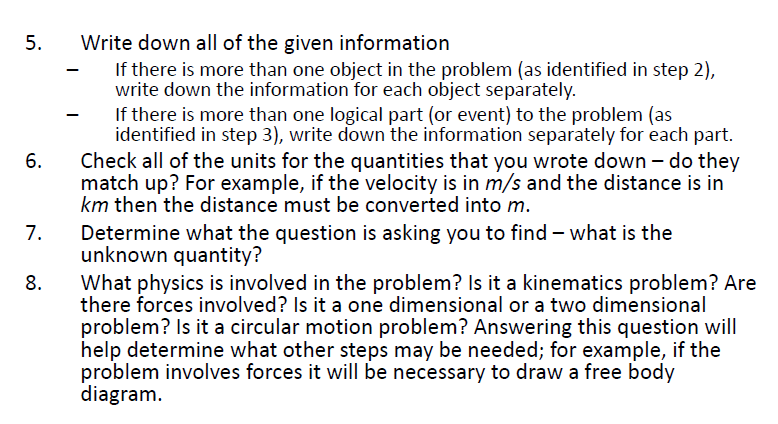 5. Write down all of the given information
– If there is more than one object in the problem (as identified in step 2),
write down the information for each object separately.
– If there is more than one logical part (or event) to the problem (as
identified in step 3), write down the information separately for each part.
6. Check all of the units for the quantities that you wrote down – do they
match up? For example, if the velocity is in m/s and the distance is in
km then the distance must be converted into m.
7. Determine what the question is asking you to find – what is the
unknown quantity?
8. What physics is involved in the problem? Is it a kinematics problem? Are
there forces involved? Is it a one dimensional or a two dimensional
problem? Is it a circular motion problem? Answering this question will
help determine what other steps may be needed; for example, if the
problem involves forces it will be necessary to draw a free body
diagram.